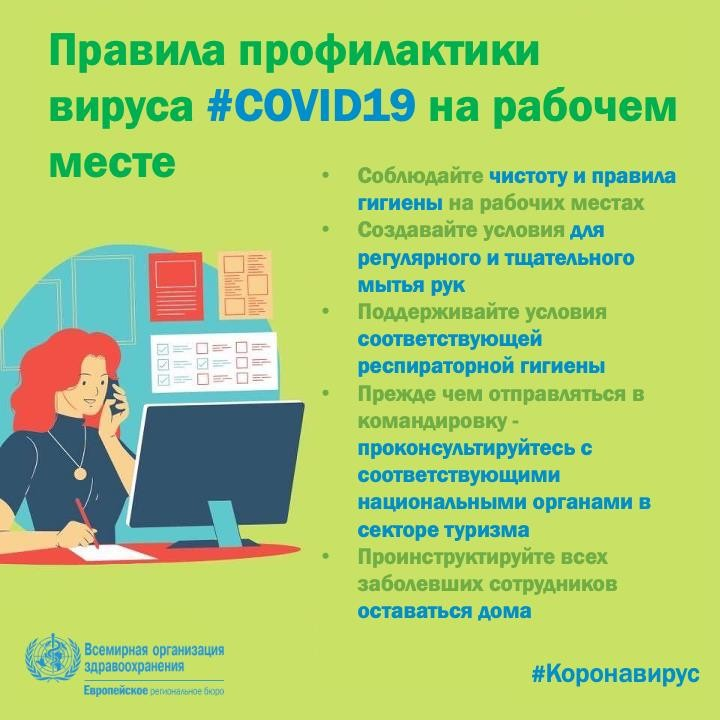 Правила профилактики
вируса #COVID19 на рабочем
месте
• Соблюдайте чистоту и правила
гигиены на рабочих местах
• Создавайте условия для
регулярного и тщательного
мытья рук
• Поддерживайте условия
соответствующей
респираторной гигиены
• Прежде чем отправляться в
командировку -
проконсультируйтесь с
соответствующими
национальными органами в
секторе туризма
• Проинструктируйте всех
заболевших сотрудников
оставаться дома
Всемирная организация
здравоохранения
Европейское региональное бюро
#Коронавирус